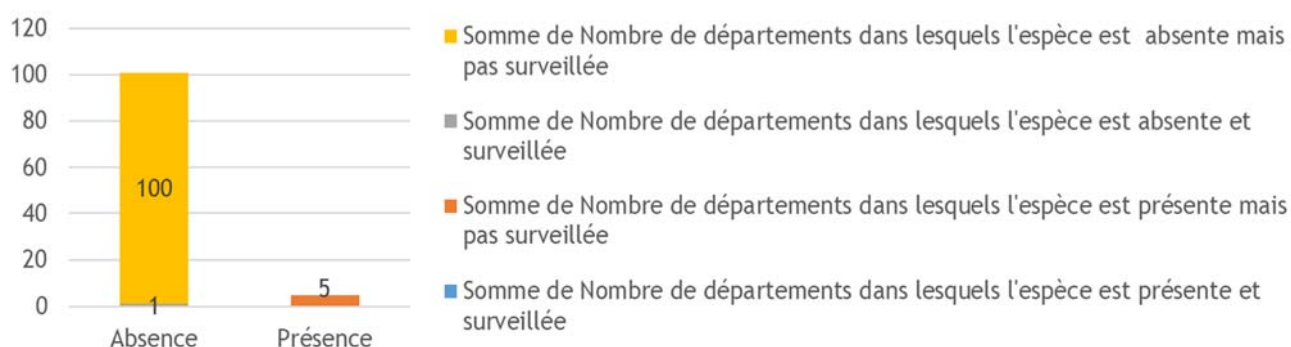 120
100
80
60
40
20
0
100
1
5
Absence
Présence
Somme de Nombre de départements dans lesquels l'espèce est absente mais
pas surveillée
Somme de Nombre de départements dans lesquels l'espèce est absente et
surveillée
Somme de Nombre de départements dans lesquels l'espèce est présente mais
pas surveillée
Somme de Nombre de départements dans lesquels l'espèce est présente et
surveillée